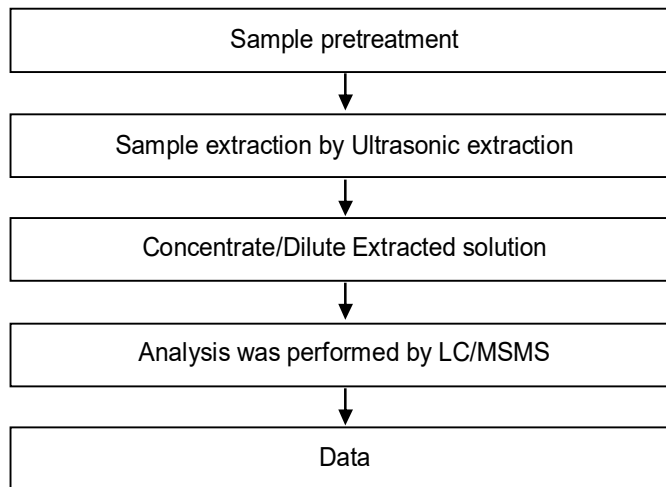 Sample pretreatment
Sample extraction by Ultrasonic extraction
Concentrate/Dilute Extracted solution
Analysis was performed by LC/MSMS
Data